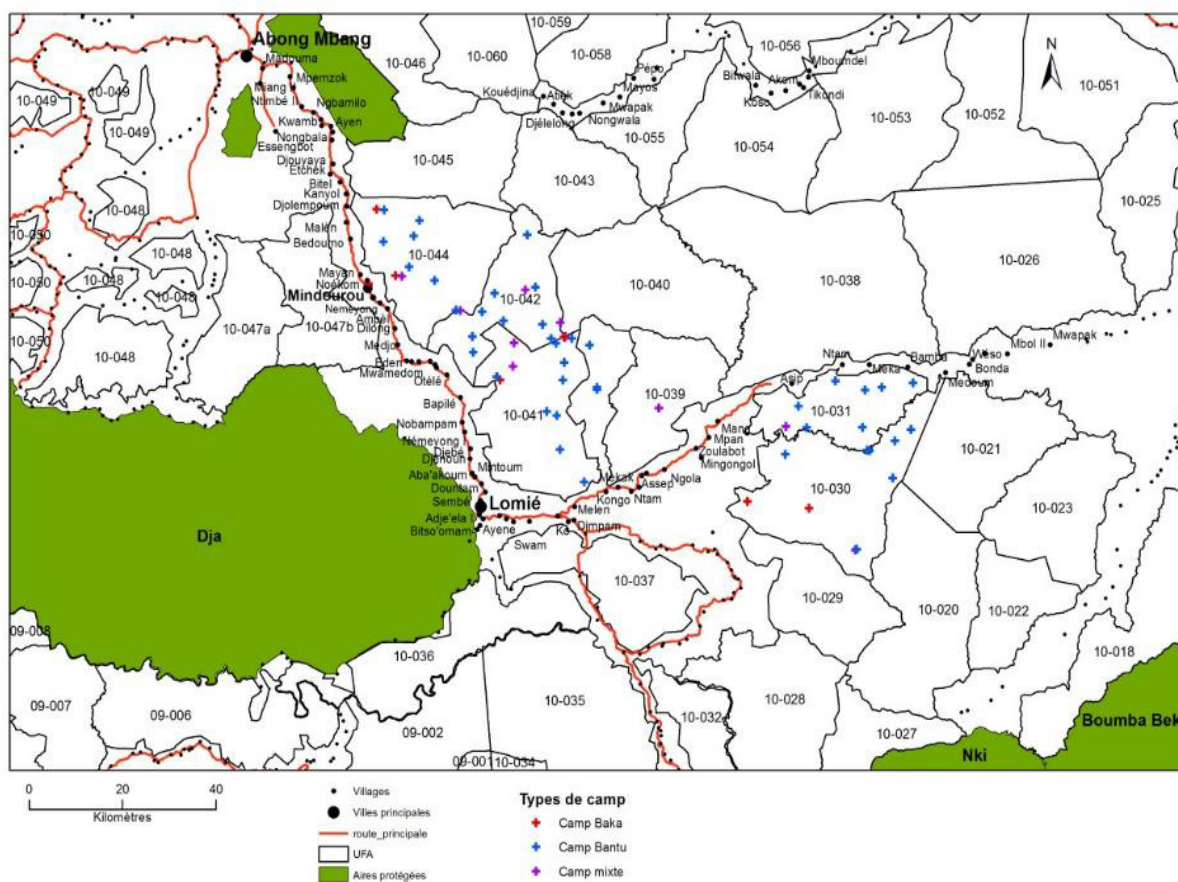 10-059
10-058
10-056
Mboumdel
N
Abong Mbang
Madouma
10-046
10-060
Pépo
Bitwala
Akom
10-051
10-049
10-049
Miang
Mpemzok
Kouédjina
Atiek
Mayos
Koso
Tikondi
10-052
Ntimbé II
Ngbamilo
Mwapak
10-053
10-049
Kwamb
Ayen
Djélelong
Nongwala
10-055
Nongbala
Essengbot
10-054
Djouyaya
10-045
10-043
Etchek
Bitel
10-025
10-048
Kanyol
Djolempoum
10-050
Malen
10-048
Bedoumo
10-044
10-026
10-050
10-048
10-048
Mayan
Noékom
10-042
10-040
10-038
Mindourou
10-050
10-047a
Nemeyong
Ambel
10-047b
Dilong
Mwapak
10-048
Medjo
Mbol II
Weso
Eden
Ntam
Bamba
Meka
Bonda
Mwamedom
Otélé
Asip
Medoum
Bapilé
10-041
10-039
10-031
Nobampam
Mang
10-021
Némeyong I
Mpan
Djebé
Zoulabot
Djenoun
Mintoum
Mingongol
Aba'akoum
Mekak
Ngola
Assep
10-030
Dountam
Kongo
Ntam
10-023
Sembé
Lomié
Melen
Adje'ela
Dimpam
Bitso'omam
Ayene
Ke
Dja
Swam
10-037
10-029
10-022
10-020
09-008
10-036
10-018
09-007
10-035
10-028
09-006
09-002
10-032
Boumba Bek
10-027
Nki
09-001
10-034
0 20 40
Kilomètres
Villages
Villes principales
route_principale
UFA
Aires protégées
Types de camp
Camp Baka
Camp Bantu
Camp mixte